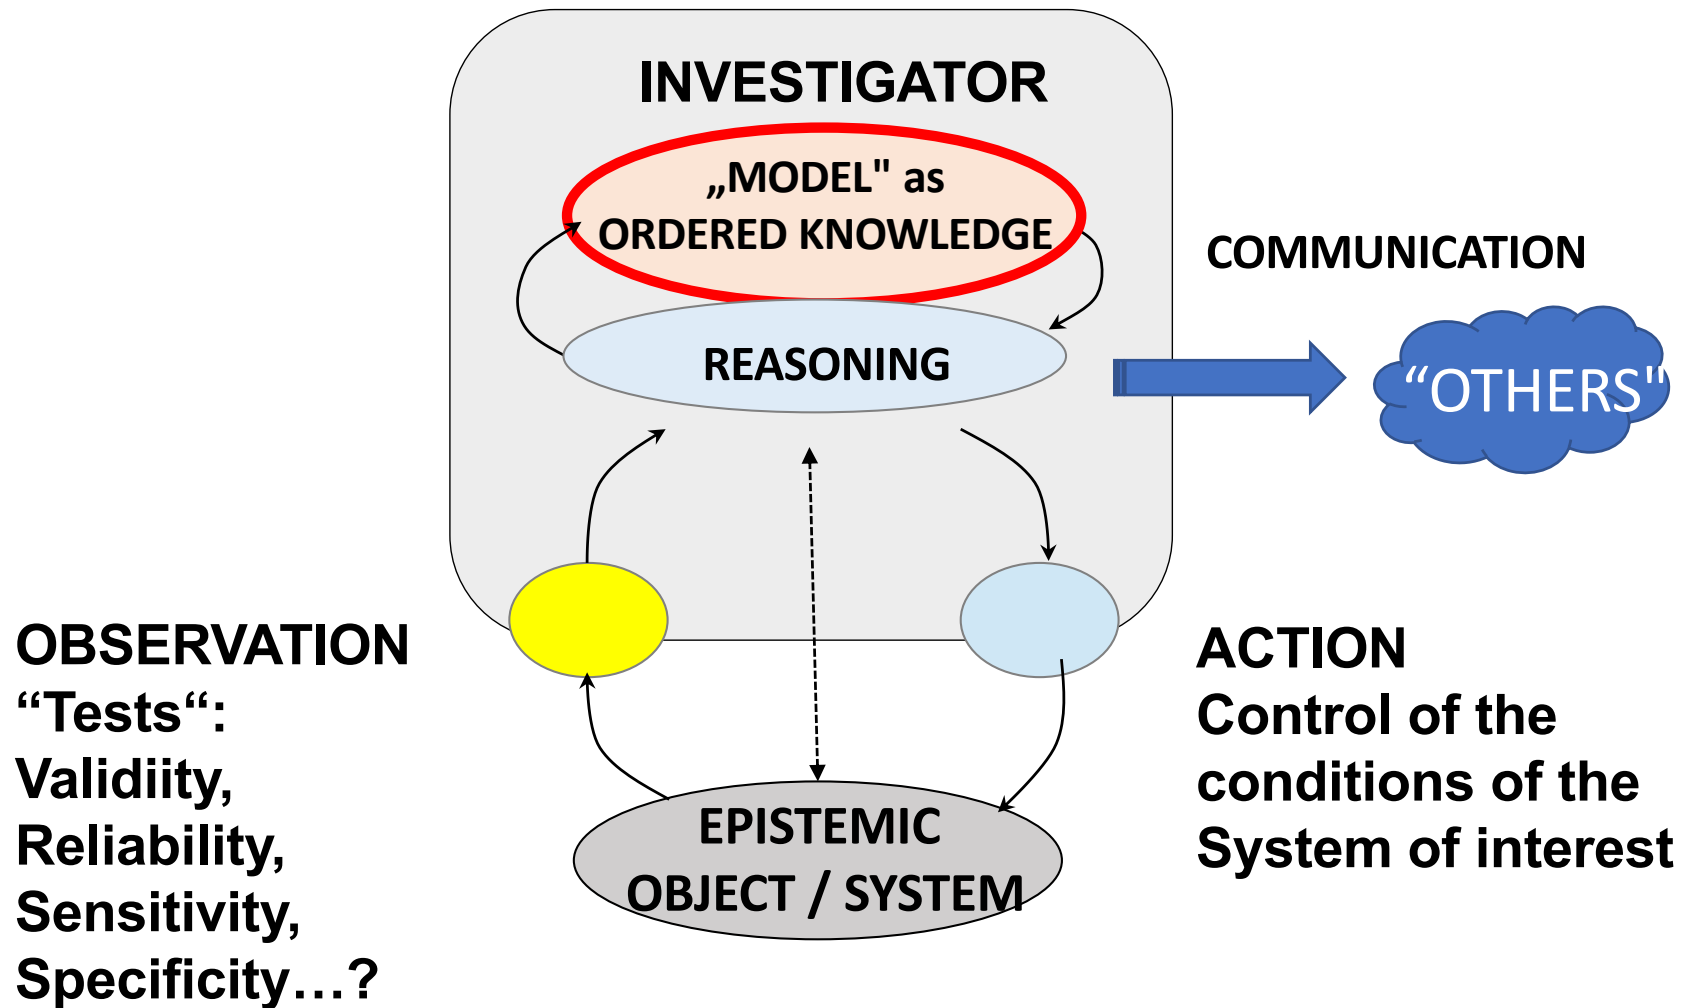 INVESTIGATOR
„MODEL" as
ORDERED KNOWLEDGE
REASONING
COMMUNICATION
“OTHERS"
OBSERVATION
“Tests“:
Validiity,
Reliability,
Sensitivity,
Specificity…?
EPISTEMIC
OBJECT / SYSTEM
ACTION
Control of the
conditions of the
System of interest